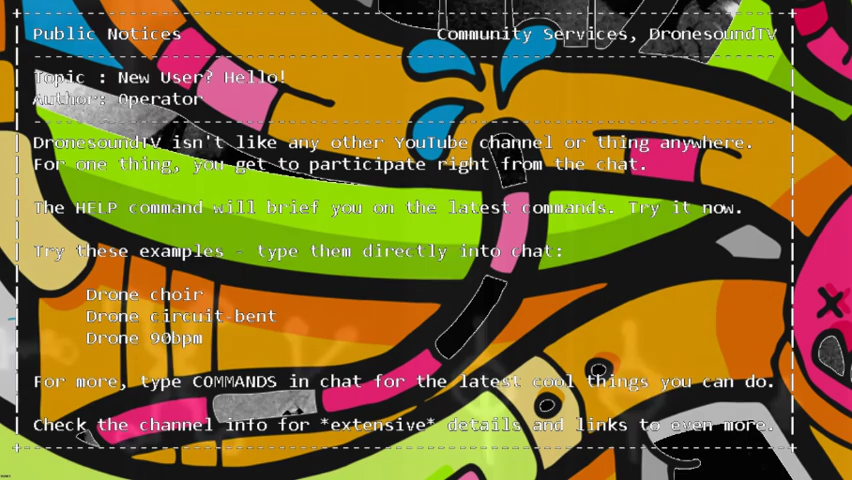 Public Notices Community Services, DronesoundTV
Topic : New User? Hello!
Author: Operator
DronesoundTV isn't like any other YouTube channel or thing anywhere.
For one thing, you get to participate right from the chat.
The HELP command will brief you on the latest commands. Try it now.
Try these examples - type them directly into chat:
Drone choir
Drone circuit-bent
Drone 90bpm
For more, type COMMANDS in chat for the latest cool things you can do.
Check the channel info for *extensive* details and links to even more.